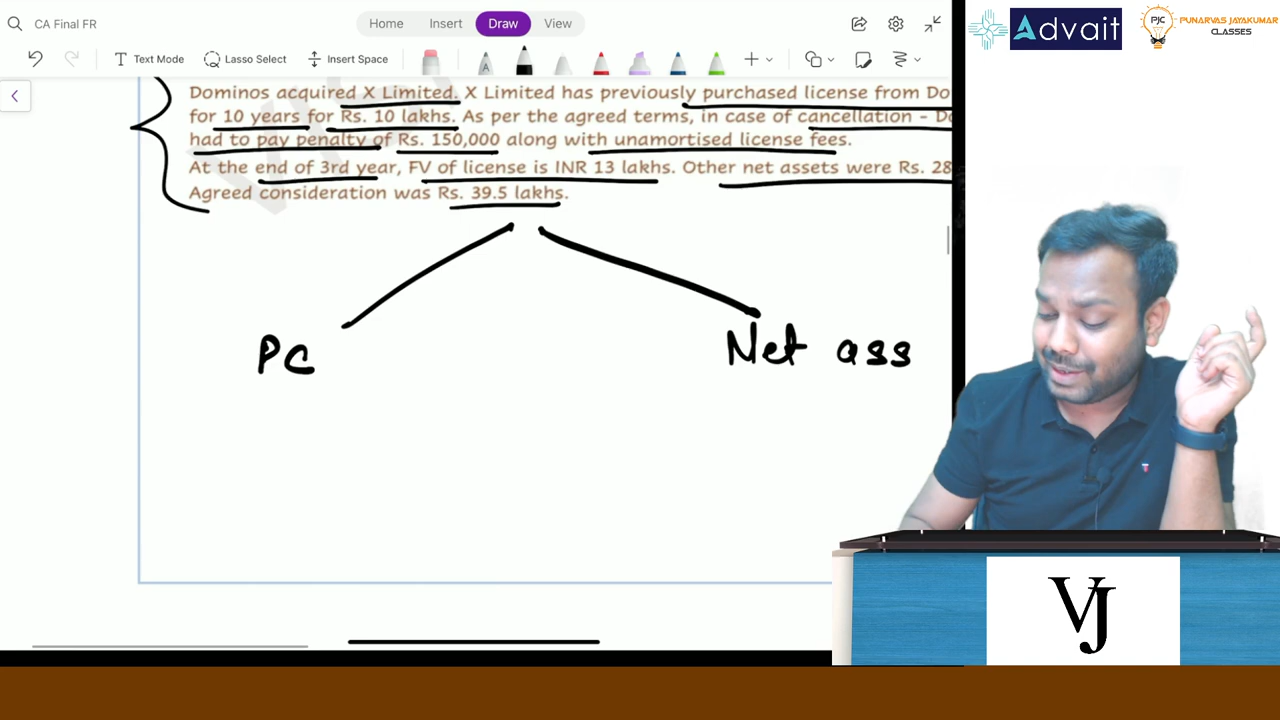 CA Final FR
Home Insert Draw View
Text Mode Lasso Select Insert Space
Advait
PJC PUNARVAS JAYAKUMAR CLASSES
Dominos acquired X Limited. X Limited has previously purchased license from Do
for 10 years for Rs. 10 lakhs. As per the agreed terms, in case of cancellation - Do
had to pay penalty of Rs. 150,000 along with unamortised license fees.
At the end of 3rd year, FV of license is INR 13 lakhs. Other net assets were Rs. 28
Agreed consideration was Rs. 39.5 lakhs.
PC Net ass
VJ